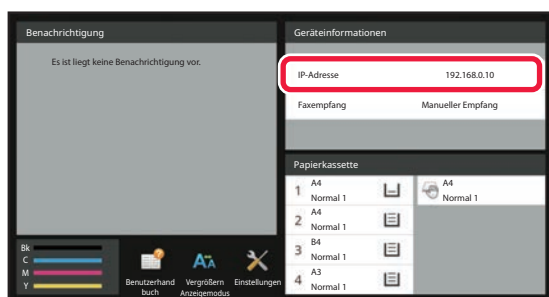 Benachrichtigung
Es ist liegt keine Benachrichtigung vor.
Geräteinformationen
IP-Adresse 192.168.0.10
Faxempfang Manueller Empfang
Papierkassette
1 A4
Normal 1
2 A4
Normal 1
3 B4
Normal 1
4 A3
Normal 1
A4
Normal 1
Bk
C
M
Y
?
Benutzerhand
buch
AA
Vergrößern
Anzeigemodus
Einstellungen